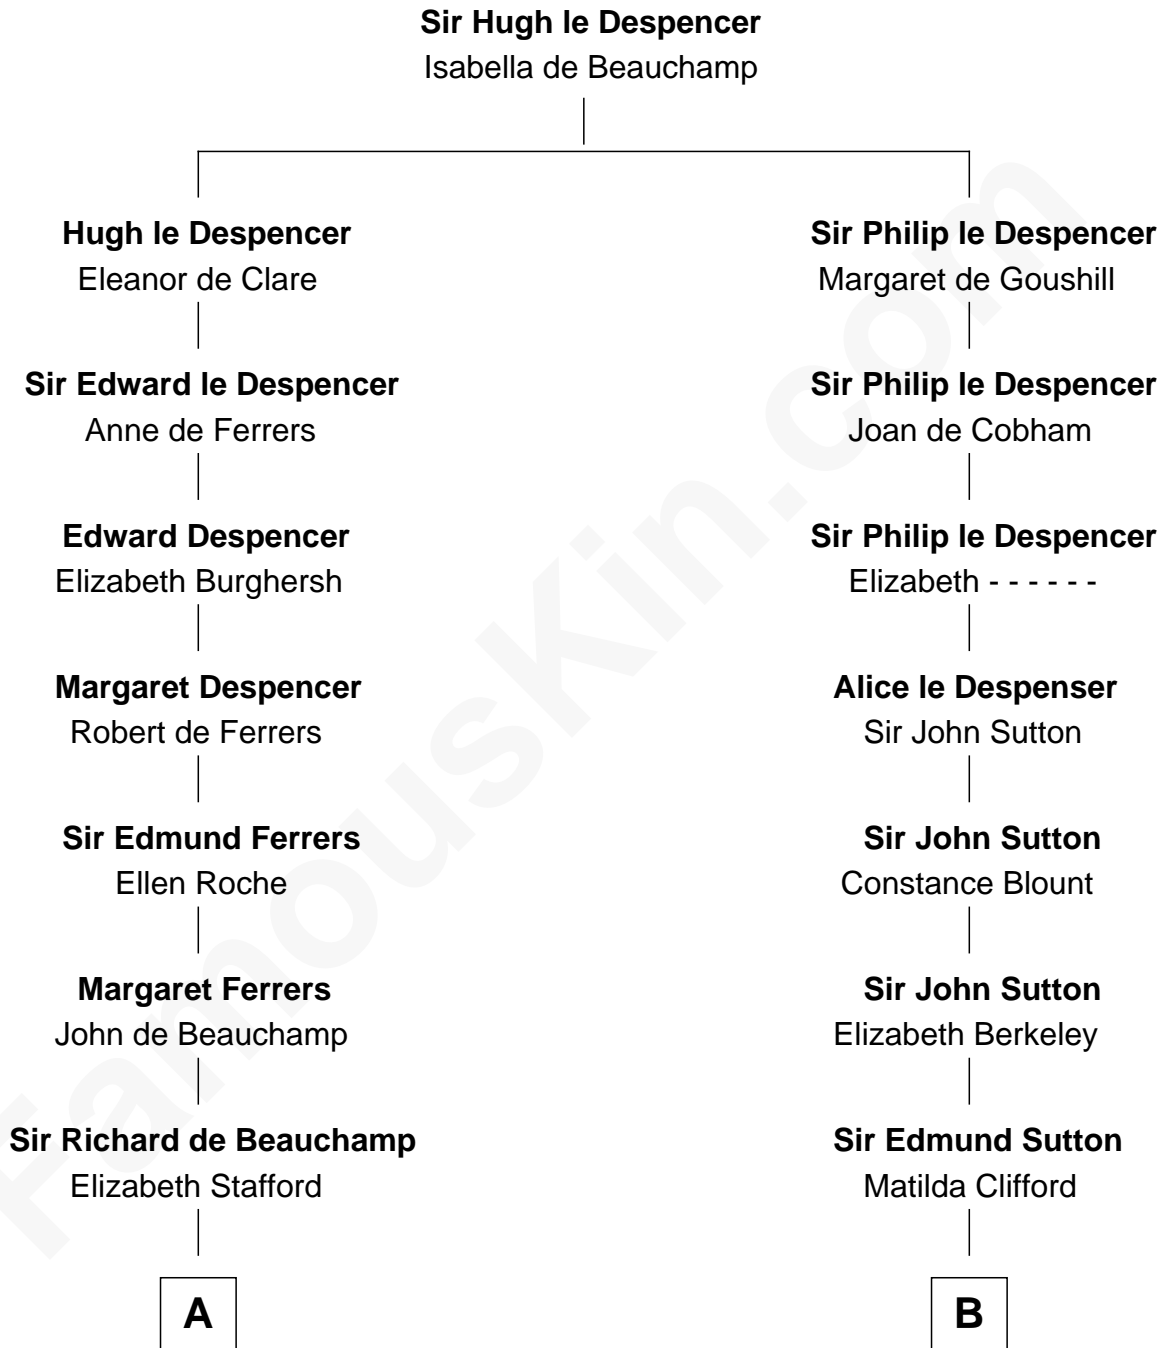 Sir Hugh le Despencer
Isabella de Beauchamp
Hugh le Despencer
Eleanor de Clare
Sir Philip le Despencer
Margaret de Goushill
Sir Edward le Despencer
Anne de Ferrers
Sir Philip le Despencer
Joan de Cobham
Edward Despencer
Elizabeth Burghersh
Sir Philip le Despencer
Elizabeth - - - - - -
Margaret Despencer
Robert de Ferrers
Alice le Despenser
Sir John Sutton
Sir Edmund Ferrers
Ellen Roche
Sir John Sutton
Constance Blount
Margaret Ferrers
John de Beauchamp
Sir John Sutton
Elizabeth Berkeley
Sir Richard de Beauchamp
Elizabeth Stafford
Sir Edmund Sutton
Matilda Clifford
A
B
FamousKin.com